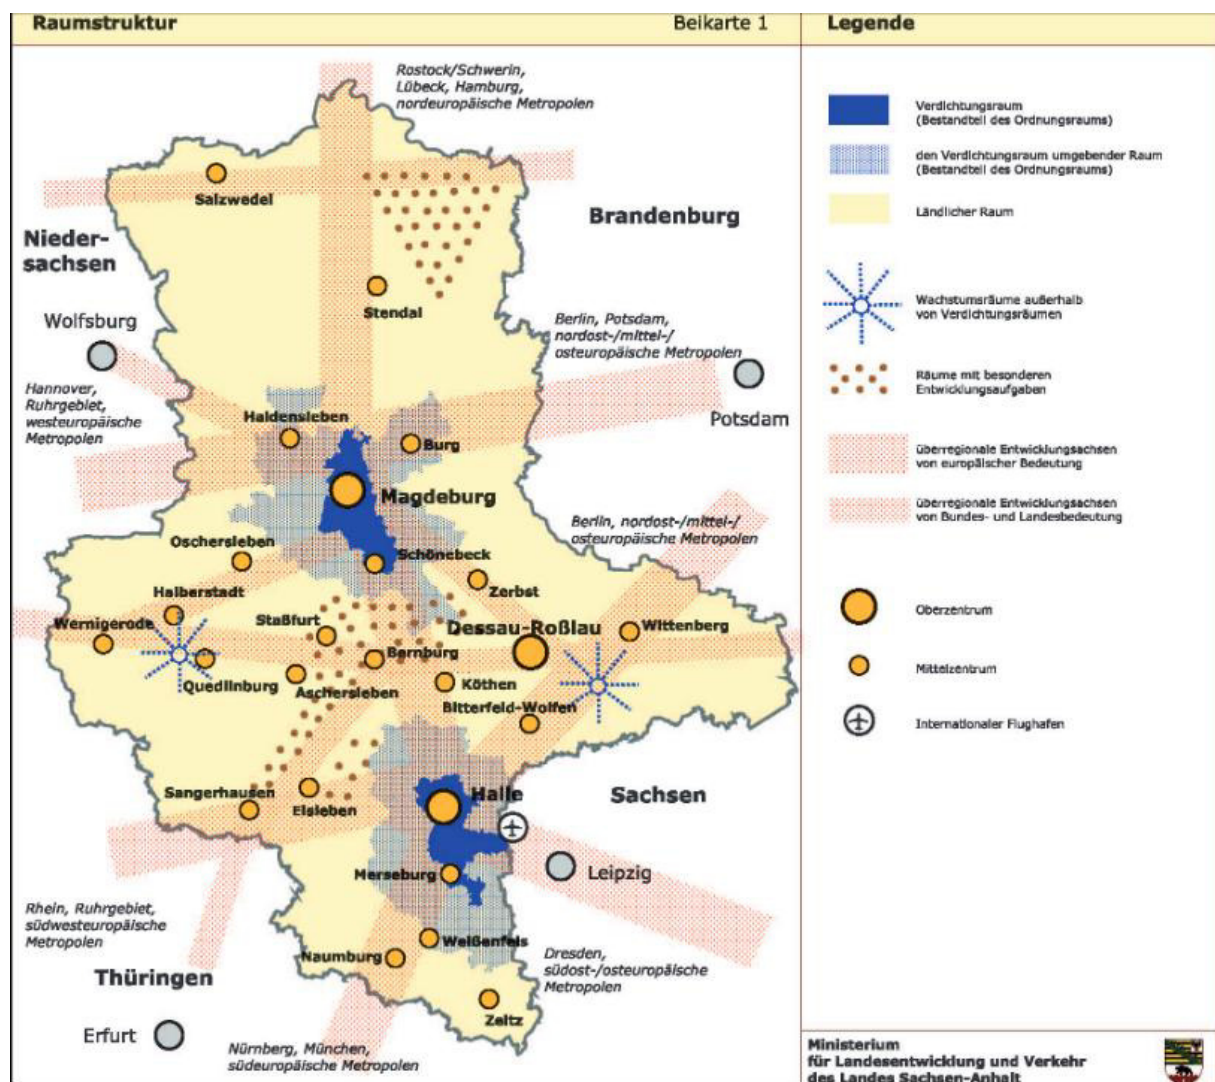 Raumstruktur
Beikarte 1
Rostock/Schwerin,
Lübeck, Hamburg,
nordeuropäische Metropolen
Salzwedel
Brandenburg
Nieder-
sachsen
Stendal
Wolfsburg
Berlin, Potsdam,
nordost-/mittel-/
osteuropäische Metropolen
Hannover,
Ruhrgebiet,
westeuropäische
Metropolen
Potsdam
Haldensleben
Burg
Magdeburg
Berlin, nordost-/mittel-/
osteuropäische Metropolen
Oschersleben
Schönebeck
Halberstadt
Zerbst
Wernigerode
Staßfurt
Dessau-Roßlau
Wittenberg
Bernburg
Quedlinburg
Aschersleben
Köthen
Bitterfeld-Wolfen
Sangerhausen
Eisleben
Halle
Sachsen
Merseburg
Leipzig
Rhein, Ruhrgebiet,
südwesteuropäische
Metropolen
Weißenfels
Naumburg
Dresden,
südost-/osteuropäische
Metropolen
Thüringen
Zeitz
Erfurt
Nürnberg, München,
südeuropäische Metropolen
Legende
Verdichtungsraum
(Bestandteil des Ordnungsraums)
den Verdichtungsraum umgebender Raum
(Bestandteil des Ordnungsraums)
Ländlicher Raum
Wachstumsräume außerhalb
von Verdichtungsräumen
Räume mit besonderen
Entwicklungsaufgaben
überregionale Entwicklungsachsen
von europäischer Bedeutung
überregionale Entwicklungsachsen
von Bundes- und Landesbedeutung
Oberzentrum
Mittelzentrum
Internationaler Flughafen
Ministerium
für Landesentwicklung und Verkehr
des Landes Sachsen-Anhalt